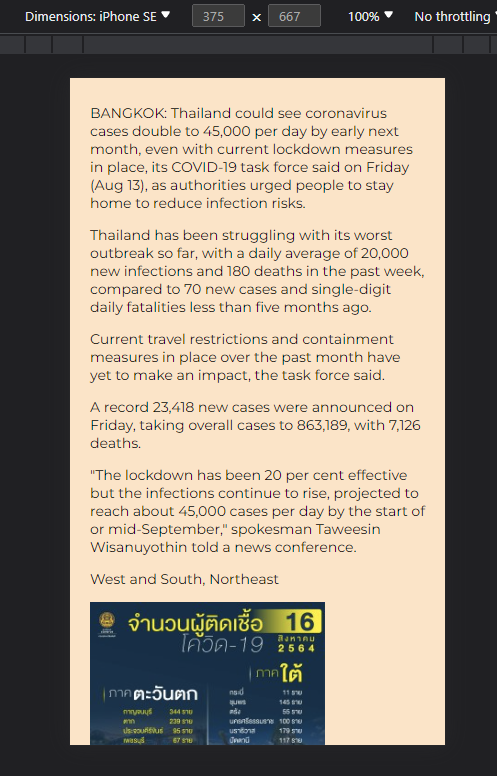 Dimensions: iPhone SE 375 × 667 100% No throttling
BANGKOK: Thailand could see coronavirus
cases double to 45,000 per day by early next
month, even with current lockdown measures
in place, its COVID-19 task force said on Friday
(Aug 13), as authorities urged people to stay
home to reduce infection risks.
Thailand has been struggling with its worst
outbreak so far, with a daily average of 20,000
new infections and 180 deaths in the past week,
compared to 70 new cases and single-digit
daily fatalities less than five months ago.
Current travel restrictions and containment
measures in place over the past month have
yet to make an impact, the task force said.
A record 23,418 new cases were announced on
Friday, taking overall cases to 863,189, with 7,126
deaths.
"The lockdown has been 20 per cent effective
but the infections continue to rise, projected to
reach about 45,000 cases per day by the start of
or mid-September," spokesman Taweesin
Wisanuyothin told a news conference.
West and South, Northeast
จำนวนผู้ติดเชื้อ 16
โควิด-19 สิงหาคม
2564
ภาคใต้
ภาคตะวันตก
กระบี่ 11 ราย
กาญจนบุรี 344 ราย
ชุมพร 145 ราย
ตาก 239 ราย
ตรัง 55 ราย
ประจวบคีรีขันธ์ 95 ราย
นครศรีธรรมราช 100 ราย
เพชรบุรี 87 ราย
นราธิวาส 179 ราย
ปัตตานี 117 ราย